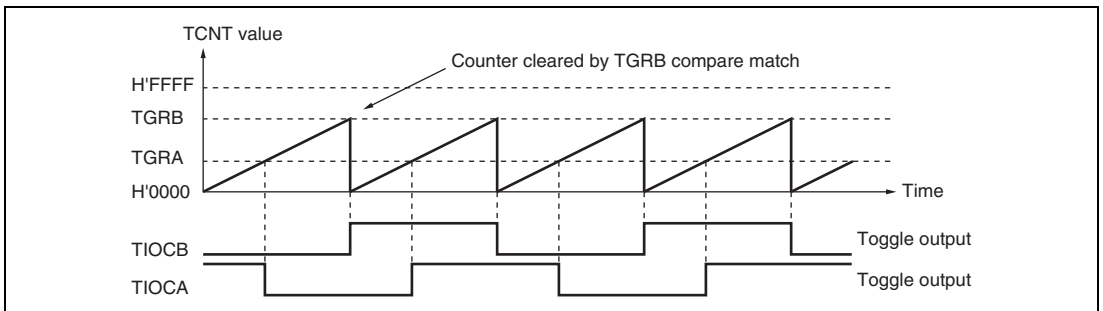 TCNT value
Counter cleared by TGRB compare match
H'FFFF
TGRB
TGRA
H'0000
Time
TIOCB
Toggle output
TIOCA
Toggle output